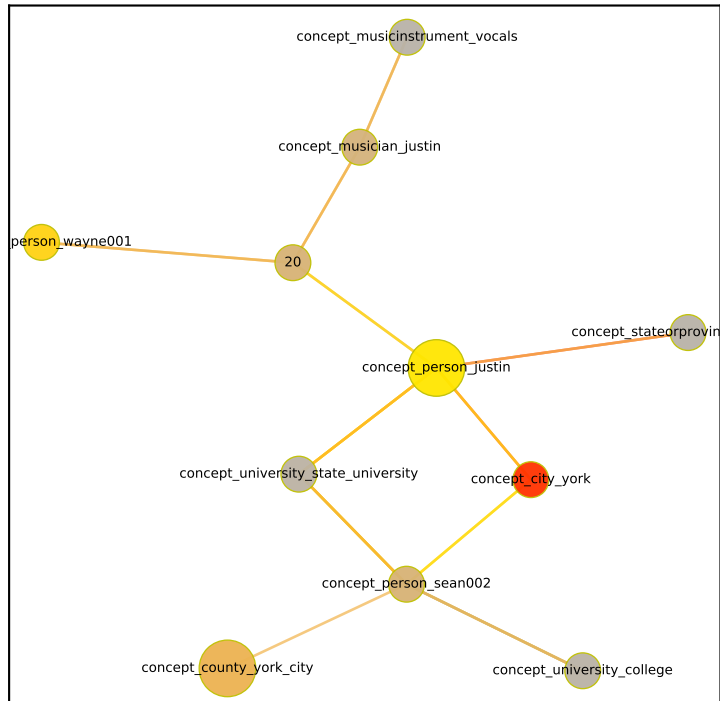 concept_musicinstrument_vocals
concept_musician_justin
person_wayne001
20
concept_stateorprovin
concept_person_justin
concept_university_state_university
concept_city_york
concept_person_sean002
concept_county_york_city
concept_university_college